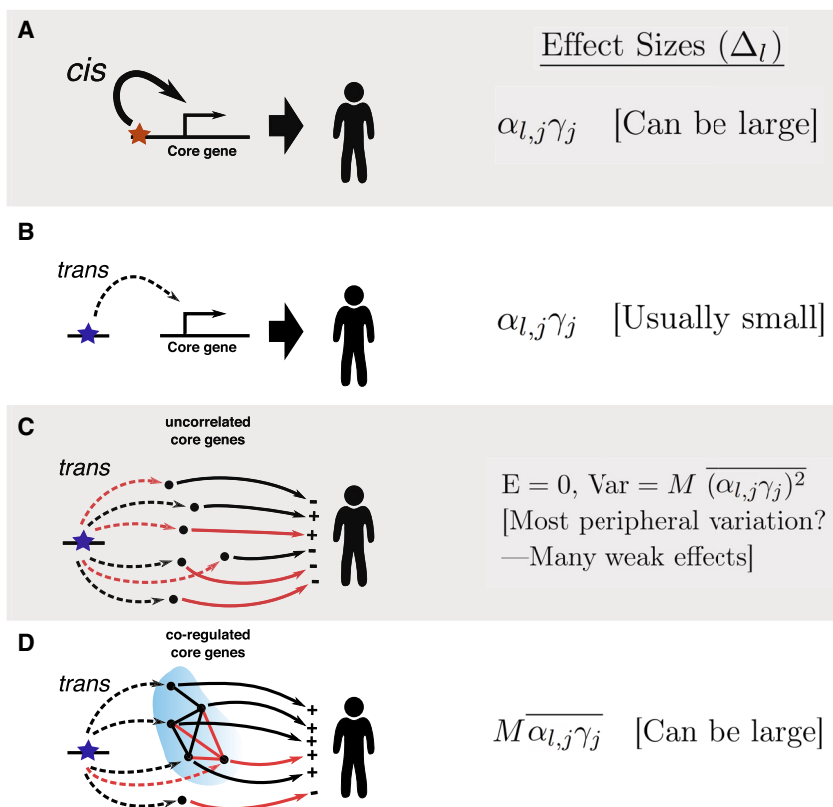 A
Effect Sizes (Δ_l)
cis
α_{l,j}γ_j [Can be large]
Core gene
B
trans
α_{l,j}γ_j [Usually small]
Core gene
C
uncorrelated
core genes
trans
-
+
+
-
-
-
E = 0, Var = M \overline{(α_{l,j}γ_j)^2}
[Most peripheral variation?
—Many weak effects]
D
co-regulated
core genes
trans
+
+
+
+
+
-
M\overline{α_{l,j}γ_j} [Can be large]